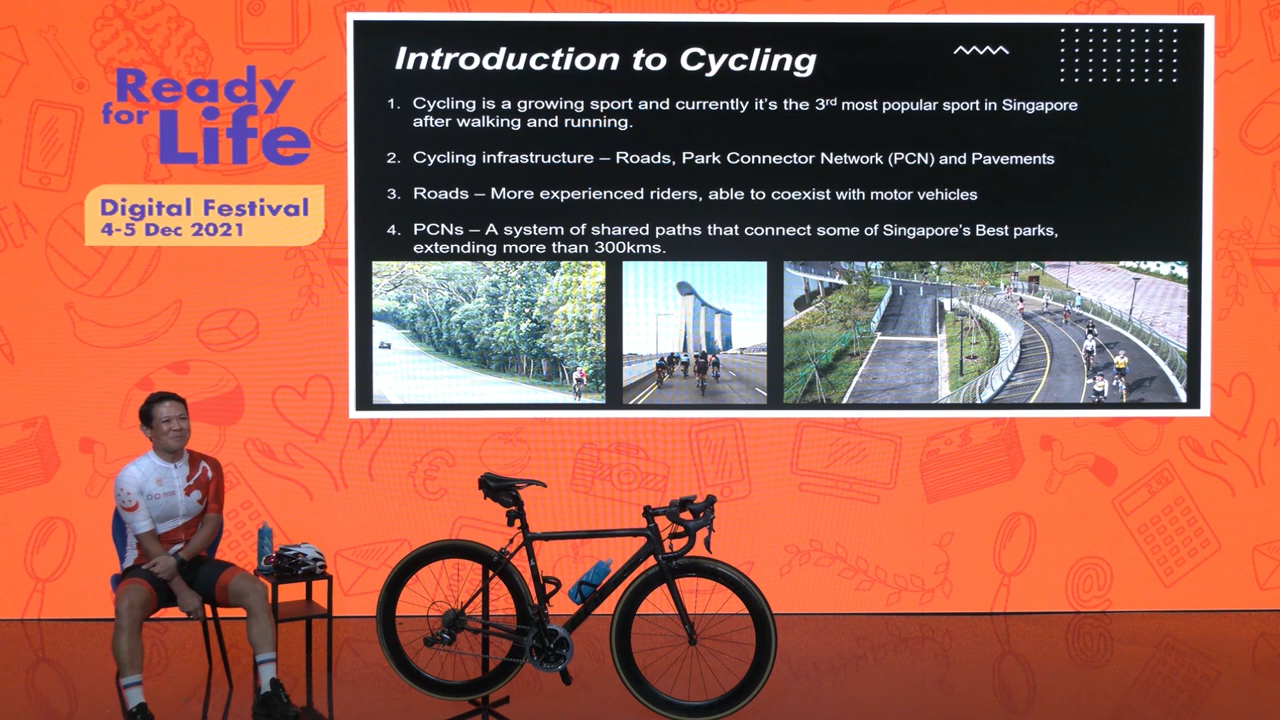 Ready
for
Life
Digital Festival
4-5 Dec 2021
Introduction to Cycling
1. Cycling is a growing sport and currently it's the 3rd most popular sport in Singapore
after walking and running.
2. Cycling infrastructure – Roads, Park Connector Network (PCN) and Pavements
3. Roads – More experienced riders, able to coexist with motor vehicles
4. PCNs – A system of shared paths that connect some of Singapore's Best parks,
extending more than 300kms.